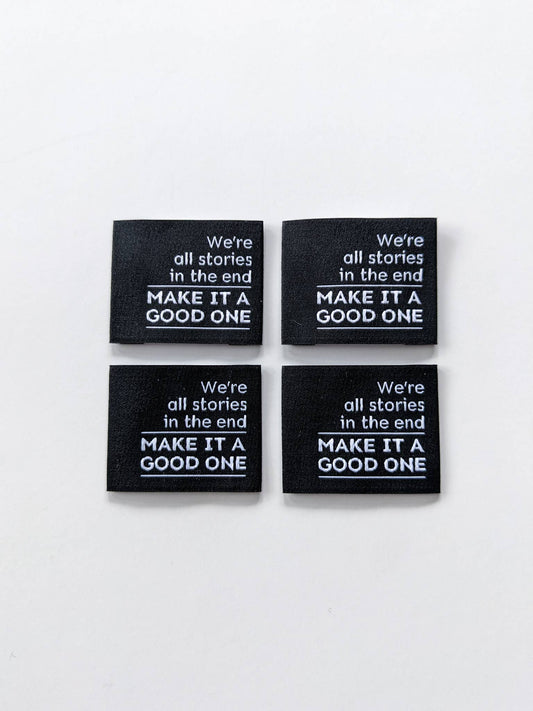 We're
all stories
in the end
MAKE IT A
GOOD ONE
We're
all stories
in the end
MAKE IT A
GOOD ONE
We're
all stories
in the end
MAKE IT A
GOOD ONE
We're
all stories
in the end
MAKE IT A
GOOD ONE